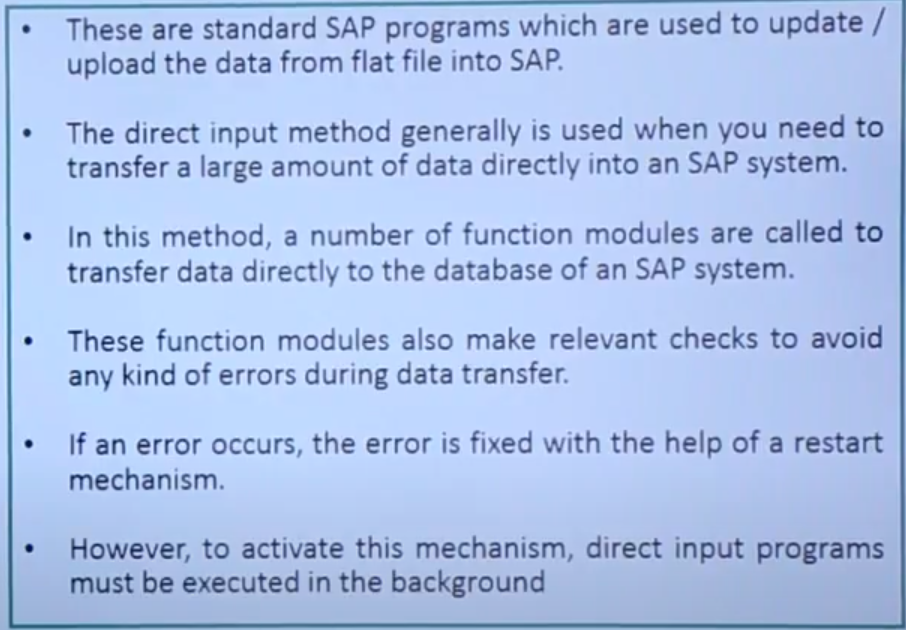 • These are standard SAP programs which are used to update /
upload the data from flat file into SAP.
• The direct input method generally is used when you need to
transfer a large amount of data directly into an SAP system.
• In this method, a number of function modules are called to
transfer data directly to the database of an SAP system.
• These function modules also make relevant checks to avoid
any kind of errors during data transfer.
• If an error occurs, the error is fixed with the help of a restart
mechanism.
• However, to activate this mechanism, direct input programs
must be executed in the background